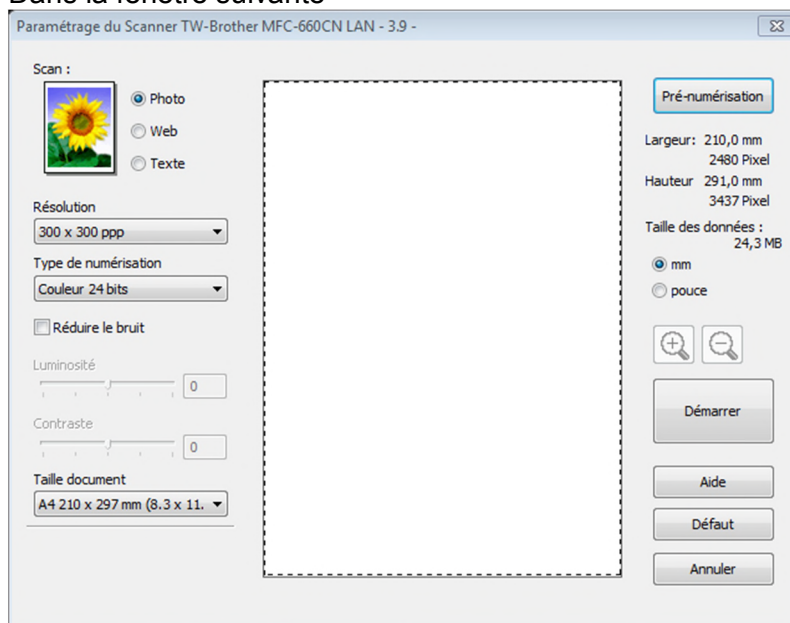 Dans la fenêtre suivante
Paramétrage du Scanner TW-Brother MFC-660CN LAN - 3.9 -
Scan :
Photo
Web
Texte
Résolution
300 x 300 ppp
Type de numérisation
Couleur 24 bits
Réduire le bruit
Luminosité
0
Contraste
0
Taille document
A4 210 x 297 mm (8.3 x 11.
Pré-numérisation
Largeur: 210,0 mm
2480 Pixel
Hauteur 291,0 mm
3437 Pixel
Taille des données :
24,3 MB
mm
pouce
Démarrer
Aide
Défaut
Annuler